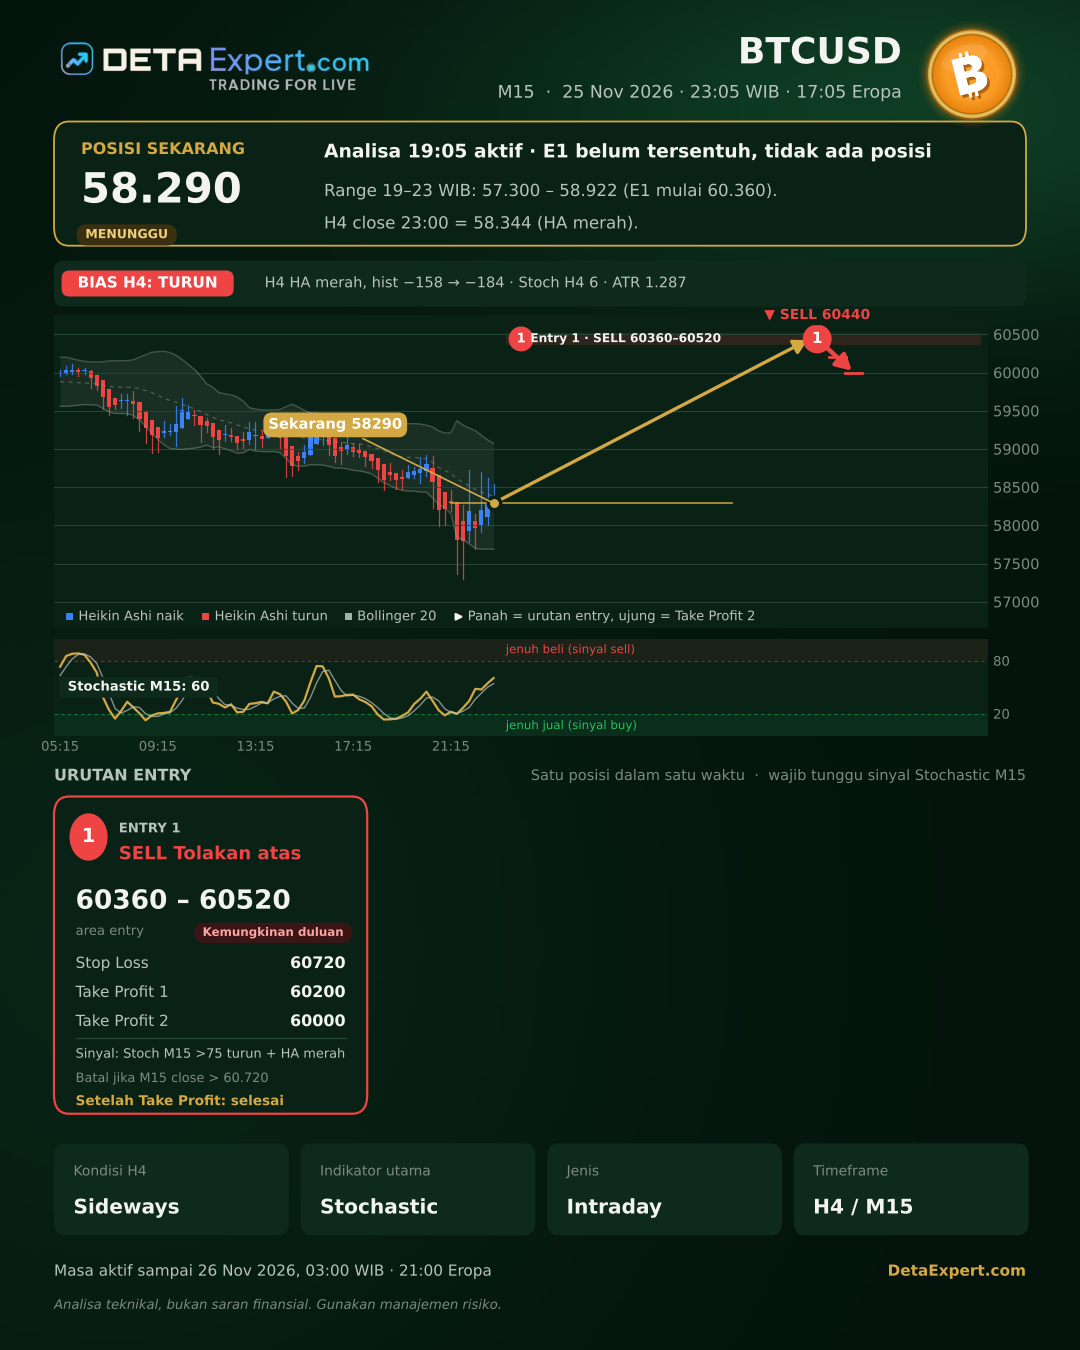 DETA Expert.com
TRADING FOR LIVE
BTCUSD
M15 · 25 Nov 2026 · 23:05 WIB · 17:05 Eropa
POSISI SEKARANG
58.290
MENUNGGU
Analisa 19:05 aktif · E1 belum tersentuh, tidak ada posisi
Range 19–23 WIB: 57.300 – 58.922 (E1 mulai 60.360).
H4 close 23:00 = 58.344 (HA merah).
BIAS H4: TURUN
H4 HA merah, hist −158 → −184 · Stoch H4 6 · ATR 1.287
▼ SELL 60440
1 Entry 1 · SELL 60360–60520
1
Sekarang 58290
60500
60000
59500
59000
58500
58000
57500
57000
Heikin Ashi naik
Heikin Ashi turun
Bollinger 20
Panah = urutan entry, ujung = Take Profit 2
jenuh beli (sinyal sell)
80
Stochastic M15: 60
20
jenuh jual (sinyal buy)
05:15 09:15 13:15 17:15 21:15
URUTAN ENTRY
Satu posisi dalam satu waktu · wajib tunggu sinyal Stochastic M15
1
ENTRY 1
SELL Tolakan atas
60360 – 60520
area entry
Kemungkinan duluan
Stop Loss 60720
Take Profit 1 60200
Take Profit 2 60000
Sinyal: Stoch M15 >75 turun + HA merah
Batal jika M15 close > 60.720
Setelah Take Profit: selesai
Kondisi H4
Sideways
Indikator utama
Stochastic
Jenis
Intraday
Timeframe
H4 / M15
Masa aktif sampai 26 Nov 2026, 03:00 WIB · 21:00 Eropa
DetaExpert.com
Analisa teknikal, bukan saran finansial. Gunakan manajemen risiko.